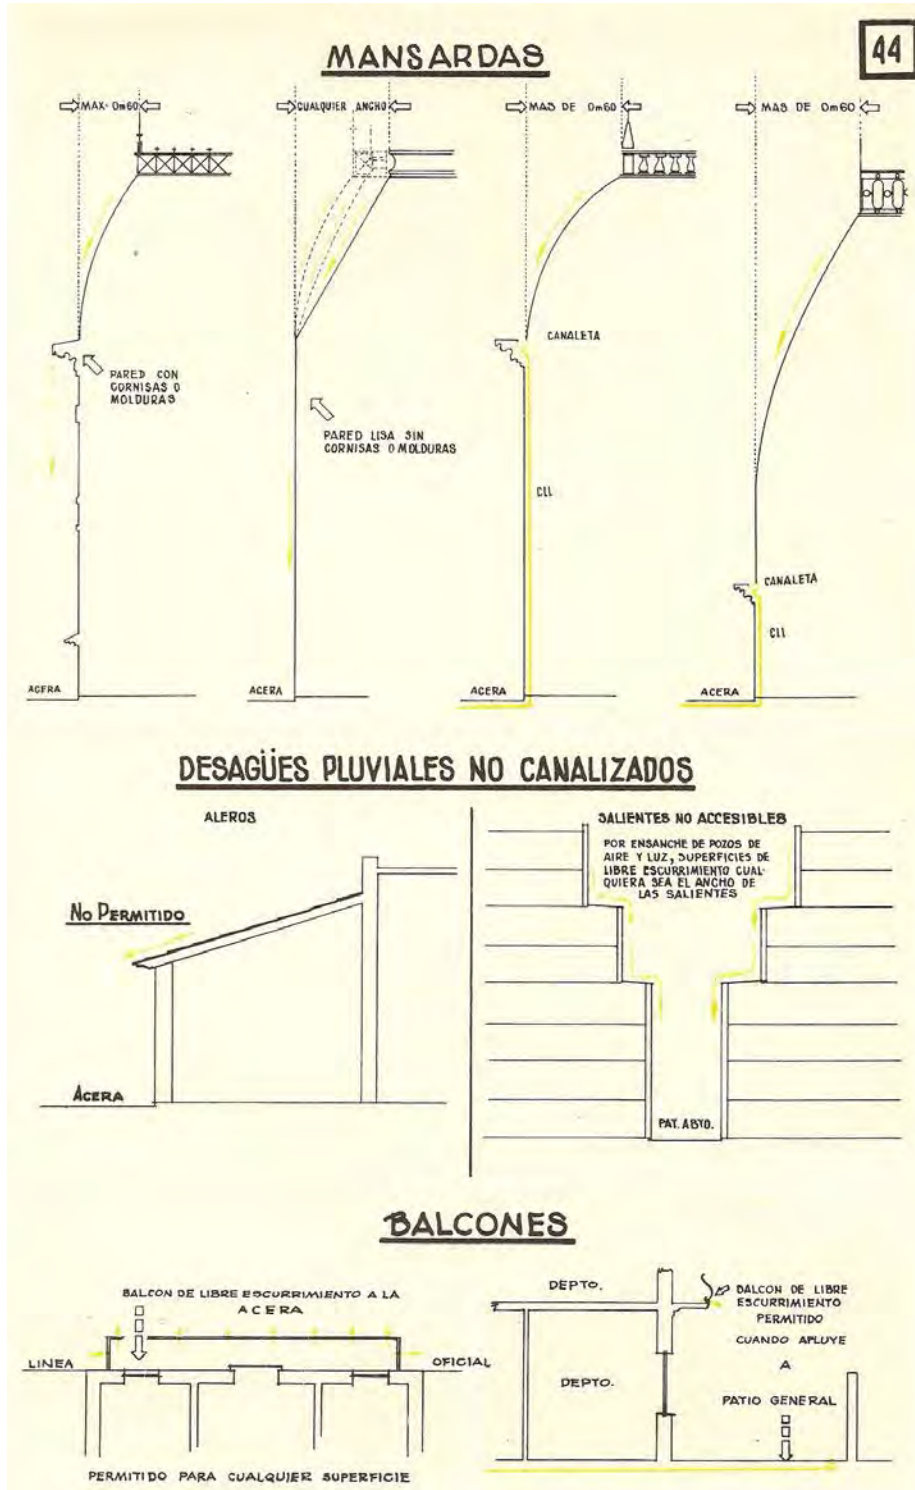 MANSARDAS
44
MAX· 0m60
CUALQUIER ANCHO
MAS DE 0m60
MAS DE 0m60
PARED CON
CORNISAS O
MOLDURAS
PARED LISA SIN
CORNISAS O MOLDURAS
CANALETA
CLL
CANALETA
CLL
ACERA
ACERA
ACERA
ACERA
DESAGÜES PLUVIALES NO CANALIZADOS
ALEROS
NO PERMITIDO
ACERA
SALIENTES NO ACCESIBLES
POR ENSANCHE DE POZOS DE
AIRE Y LUZ, SUPERFICIES DE
LIBRE ESCURRIMIENTO CUAL-
QUIERA SEA EL ANCHO DE
LAS SALIENTES
PAT. ABTO.
BALCONES
BALCON DE LIBRE ESCURRIMIENTO A LA
ACERA
LINEA
OFICIAL
PERMITIDO PARA CUALQUIER SUPERFICIE
DEPTO.
DEPTO.
BALCON DE LIBRE
ESCURRIMIENTO
PERMITIDO
CUANDO AFLUYE
A
PATIO GENERAL